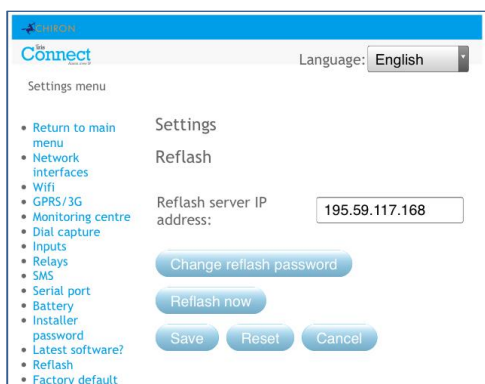 CHIRON
Tele
Connect
Language: English
Settings menu
• Return to main
menu
• Network
interfaces
• Wifi
• GPRS/3G
• Monitoring centre
• Dial capture
• Inputs
• Relays
• SMS
• Serial port
• Battery
• Installer
password
• Latest software?
• Reflash
• Factory default
Settings
Reflash
Reflash server IP
address:
195.59.117.168
Change reflash password
Reflash now
Save Reset Cancel